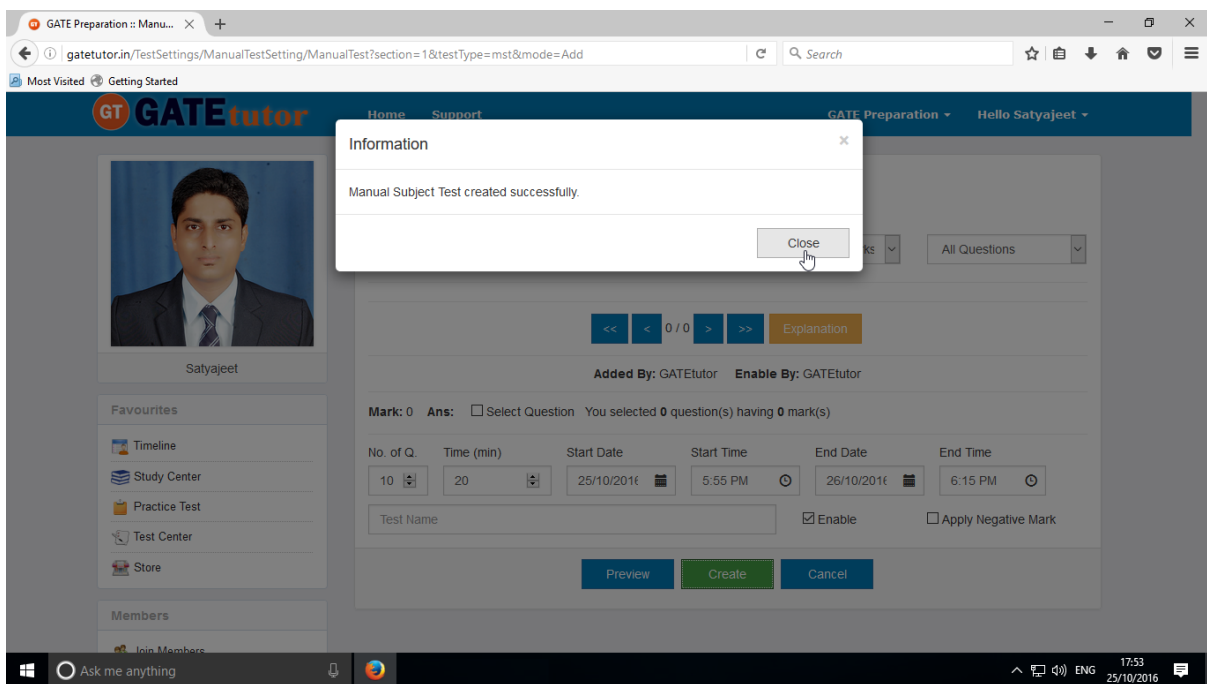 GATE Preparation :: Manu...
gatetutor.in/TestSettings/ManualTestSetting/ManualTest?section=1&testType=mst&mode=Add
Search
Most Visited Getting Started
GT GATEtutor Home Support GATE Preparation Hello Satyajeet
Information
Manual Subject Test created successfully.
Close
All Questions
<< < 0 / 0 > >> Explanation
Satyajeet
Added By: GATEtutor Enable By: GATEtutor
Favourites
Mark: 0 Ans: Select Question You selected 0 question(s) having 0 mark(s)
Timeline
Study Center
Practice Test
Test Center
Store
No. of Q. Time (min) Start Date Start Time End Date End Time
10 20 25/10/2016 5:55 PM 26/10/2016 6:15 PM
Test Name Enable Apply Negative Mark
Preview Create Cancel
Members
Join Members
Ask me anything
ENG 17:53
25/10/2016